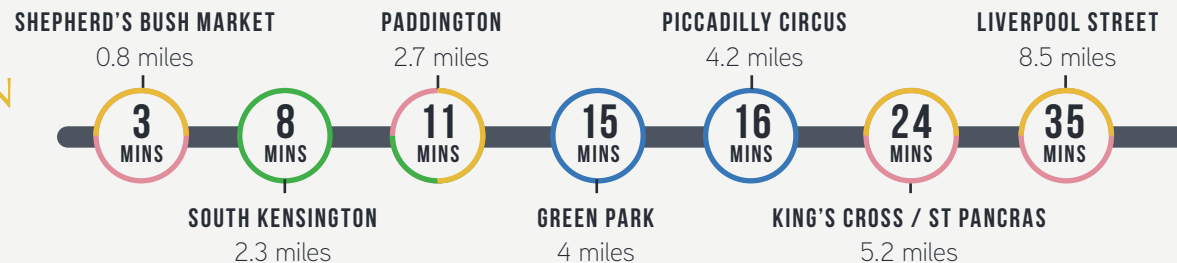 SHEPHERD'S BUSH MARKET
0.8 miles
3
MINS
8
MINS
SOUTH KENSINGTON
2.3 miles
PADDINGTON
2.7 miles
11
MINS
15
MINS
GREEN PARK
4 miles
PICCADILLY CIRCUS
4.2 miles
16
MINS
24
MINS
KING'S CROSS / ST PANCRAS
5.2 miles
LIVERPOOL STREET
8.5 miles
35
MINS